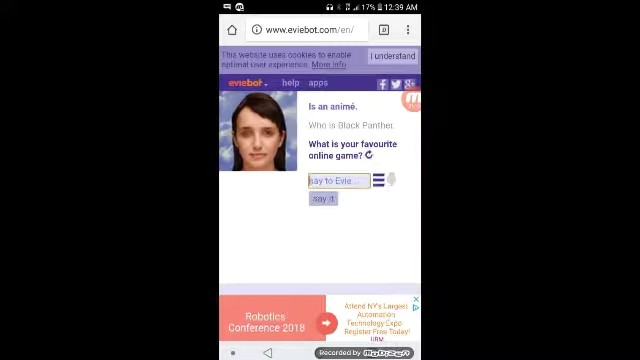 17% 12:39 AM
www.eviebot.com/en/
This website uses cookies to enable
optimal user experience. More info
I understand
eviebot help apps
Is an animé.
Who is Black Panther.
What is your favourite
online game?
say to Evie...
say it
Robotics
Conference 2018
Attend NY's Largest
Automation
Technology Expo
Register Free Today!
UBM
Recorded by Mobizen